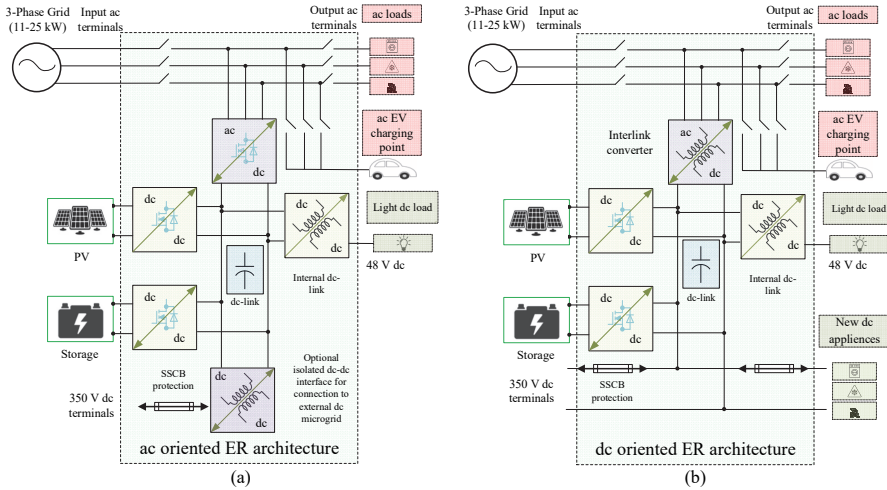 3-Phase Grid
(11-25 kW)
Input ac
terminals
Output ac
terminals
ac loads
ac EV
charging
point
ac
dc
dc
dc
PV
dc
dc
Light dc load
48 V dc
dc-link
Internal dc-
link
dc
dc
Storage
SSCB
protection
350 V dc
terminals
dc
dc
Optional
isolated dc-dc
interface for
connection to
external dc
microgrid
ac oriented ER architecture
(a)
3-Phase Grid
(11-25 kW)
Input ac
terminals
Output ac
terminals
ac loads
ac EV
charging
point
Interlink
converter
ac
dc
dc
dc
PV
dc
dc
Light dc load
48 V dc
dc-link
Internal dc-
link
dc
dc
Storage
New dc
appliences
350 V dc
terminals
SSCB
protection
dc oriented ER architecture
(b)